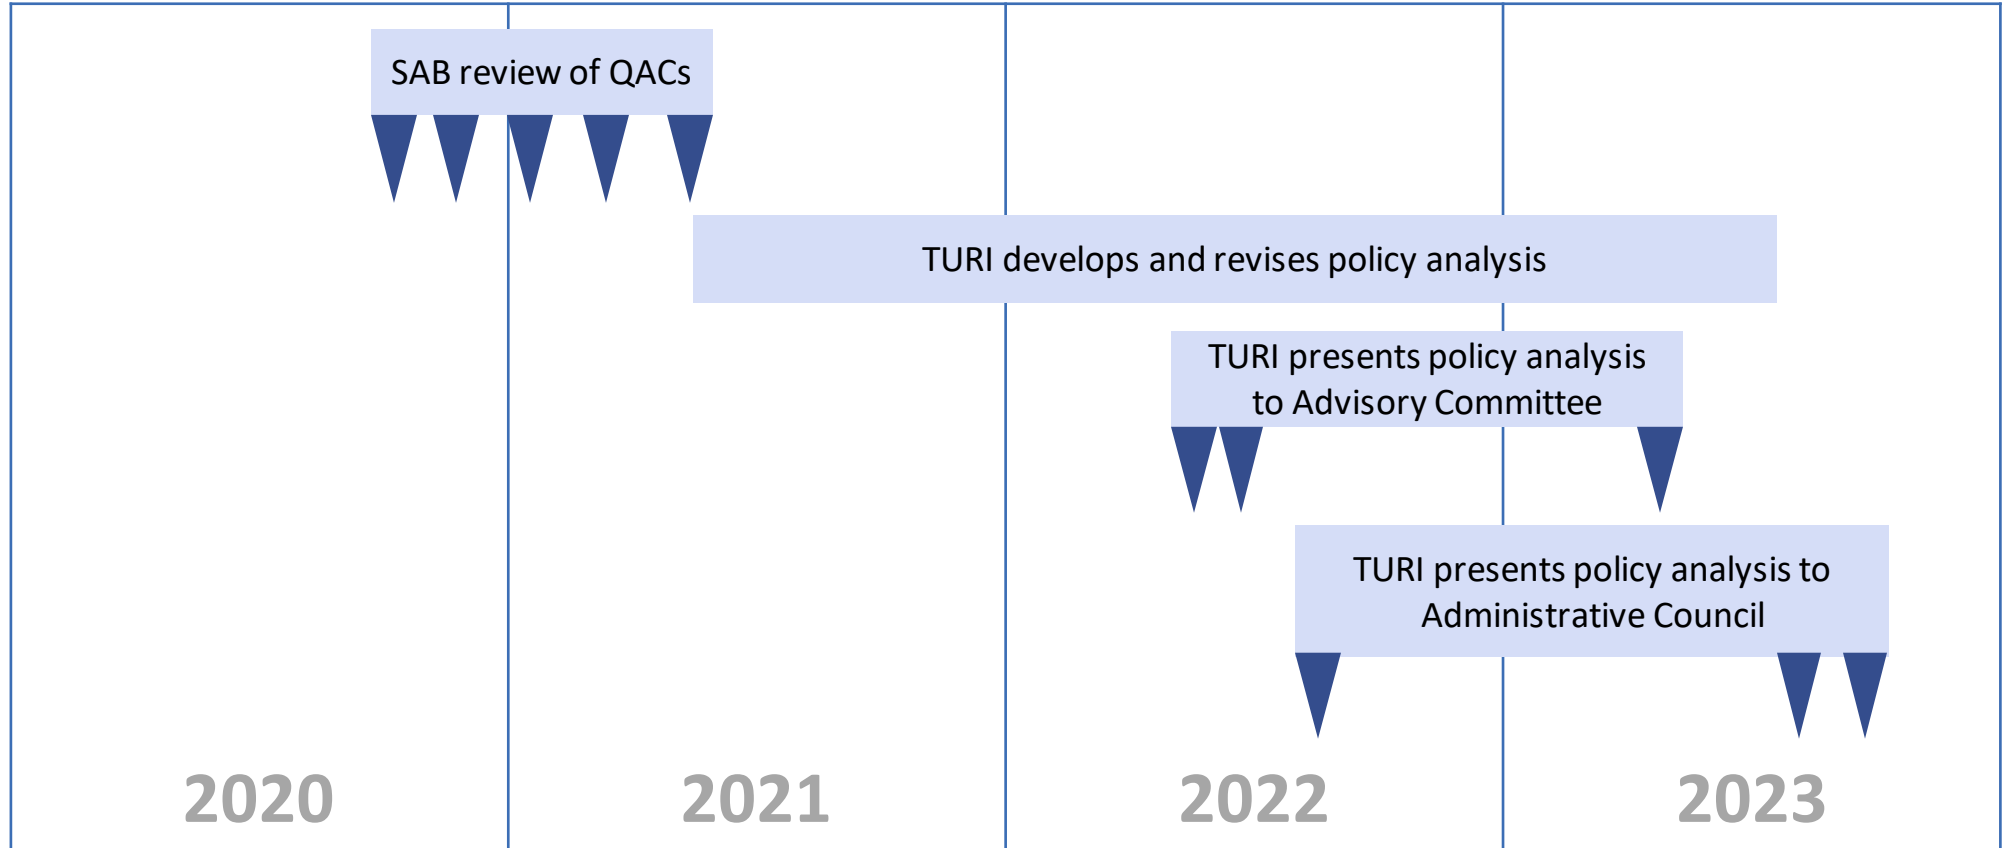 SAB review of QACs
TURI develops and revises policy analysis
TURI presents policy analysis
to Advisory Committee
TURI presents policy analysis to
Administrative Council
2020
2021
2022
2023